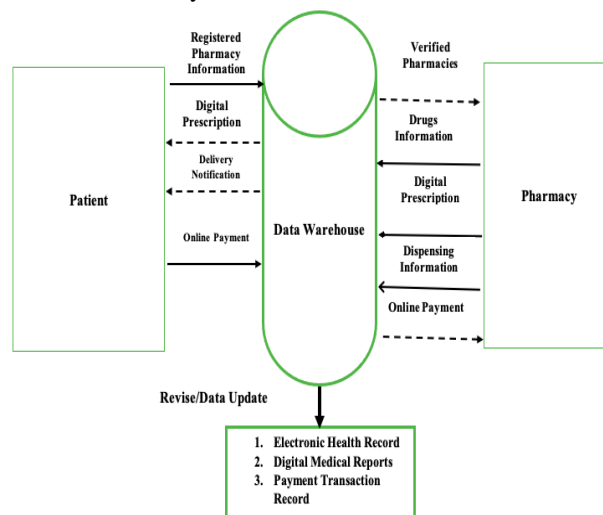 Registered
Pharmacy
Information
Digital
Prescription
Delivery
Notification
Online Payment
Patient
Data Warehouse
Verified
Pharmacies
Drugs
Information
Digital
Prescription
Dispensing
Information
Online Payment
Pharmacy
Revise/Data Update
1. Electronic Health Record
2. Digital Medical Reports
3. Payment Transaction
Record